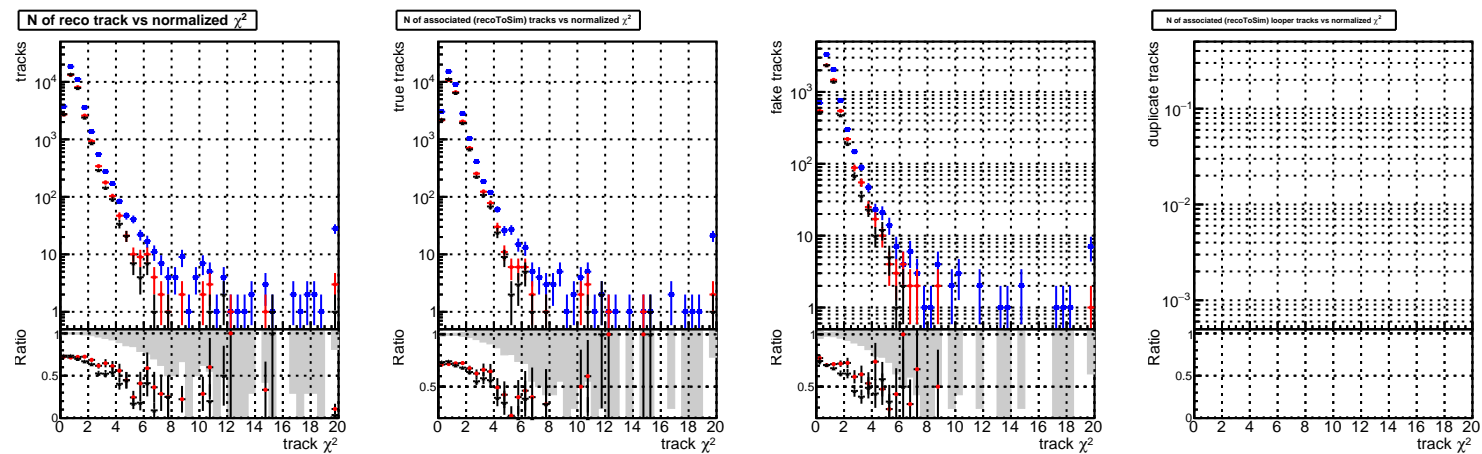 N of reco track vs normalized χ²
tracks
10⁴
10³
10²
10
1
Ratio
1
0.5
0
0 2 4 6 8 10 12 14 16 18 20
track χ²
N of associated (recoToSim) tracks vs normalized χ²
true tracks
10⁴
10³
10²
10
1
Ratio
0.5
0 2 4 6 8 10 12 14 16 18 20
track χ²
fake tracks
10³
10²
10
1
Ratio
0.5
0 2 4 6 8 10 12 14 16 18 20
track χ²
N of associated (recoToSim) looper tracks vs normalized χ²
duplicate tracks
10⁻¹
10⁻²
10⁻³
Ratio
1
0.5
0
0 2 4 6 8 10 12 14 16 18 20
track χ²